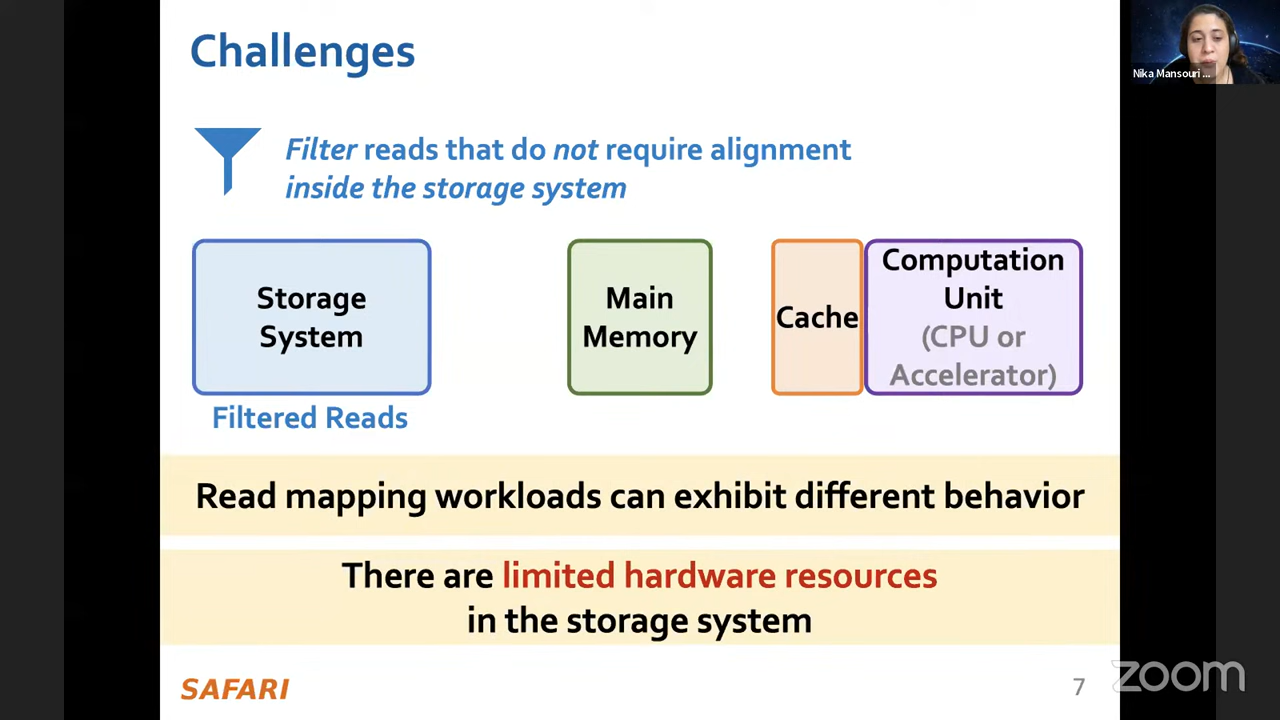 Challenges
Nika Mansouri ...
Filter reads that do not require alignment
inside the storage system
Storage
System
Main
Memory
Cache
Computation
Unit
(CPU or
Accelerator)
Filtered Reads
Read mapping workloads can exhibit different behavior
There are limited hardware resources
in the storage system
SAFARI
7
zoom